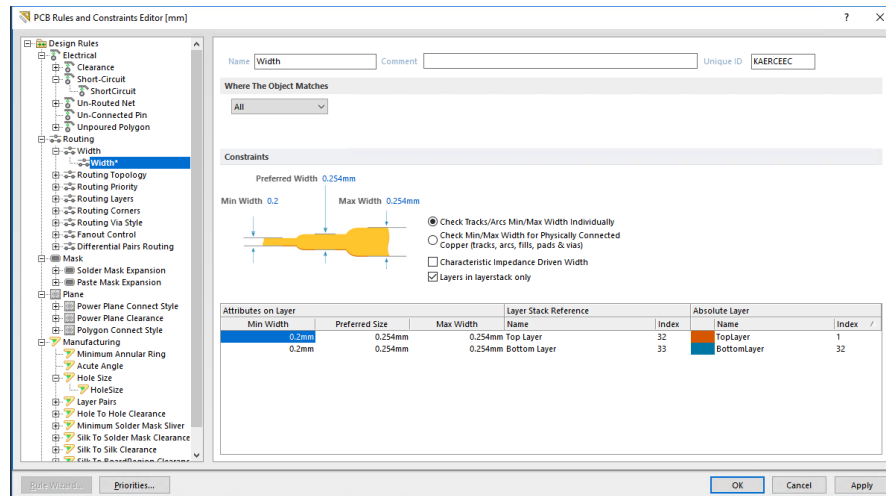 PCB Rules and Constraints Editor [mm]
?
Design Rules
Electrical
Clearance
Short-Circuit
ShortCircuit
Un-Routed Net
Un-Connected Pin
Unpoured Polygon
Routing
Width
Width*
Routing Topology
Routing Priority
Routing Layers
Routing Corners
Routing Via Style
Fanout Control
Differential Pairs Routing
Mask
Solder Mask Expansion
Paste Mask Expansion
Plane
Power Plane Connect Style
Power Plane Clearance
Polygon Connect Style
Manufacturing
Minimum Annular Ring
Acute Angle
Hole Size
HoleSize
Layer Pairs
Hole To Hole Clearance
Minimum Solder Mask Sliver
Silk To Solder Mask Clearance
Silk To Silk Clearance
Silk To BoardRegion Clearanc
Name Width Comment Unique ID KAERCEEC
Where The Object Matches
All
Constraints
Preferred Width 0.254mm
Min Width 0.2 Max Width 0.254mm
Check Tracks/Arcs Min/Max Width Individually
Check Min/Max Width for Physically Connected
Copper (tracks, arcs, fills, pads & vias)
Characteristic Impedance Driven Width
Layers in layerstack only
Attributes on Layer Layer Stack Reference Absolute Layer
Min Width Preferred Size Max Width Name Index Name Index
0.2mm 0.254mm 0.254mm Top Layer 32 TopLayer 1
0.2mm 0.254mm 0.254mm Bottom Layer 33 BottomLayer 32
Rule Wizard... Priorities... OK Cancel Apply